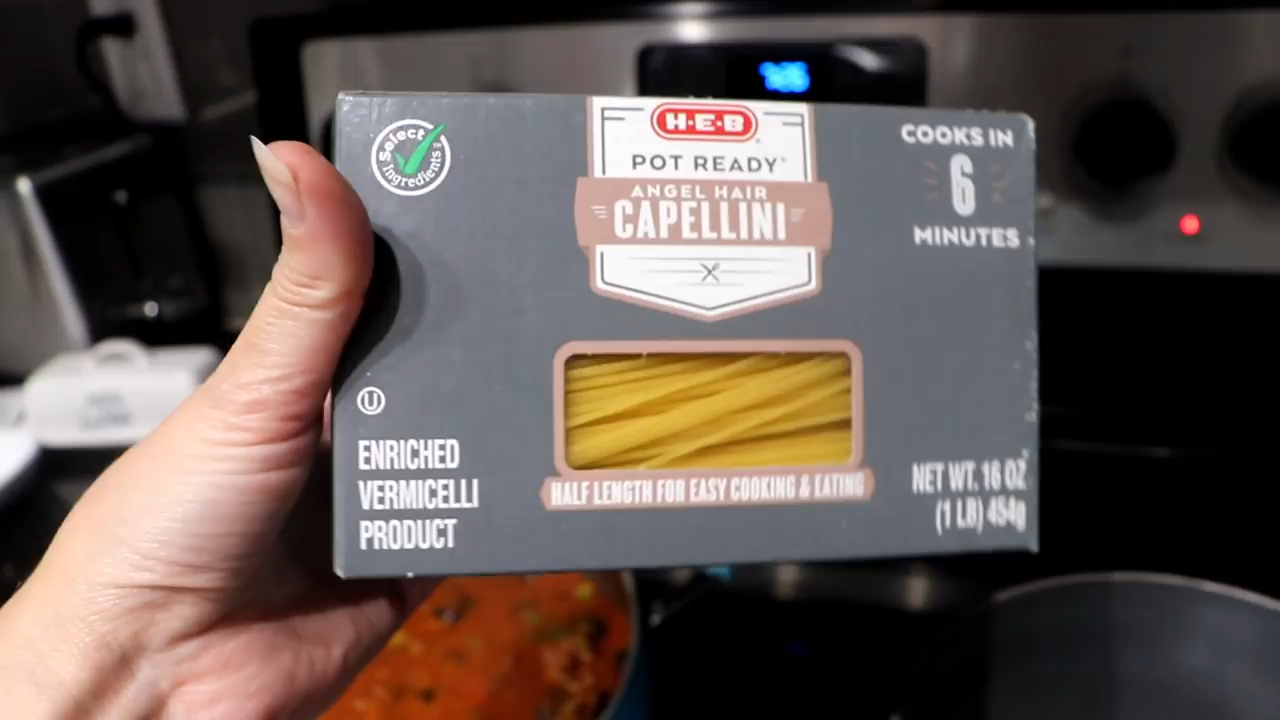 Select
Ingredients
H-E-B
POT READY
ANGEL HAIR
CAPELLINI
COOKS IN
6
MINUTES
U
ENRICHED
VERMICELLI
PRODUCT
HALF LENGTH FOR EASY COOKING & EATING
NET WT. 16 OZ
(1 LB) 454g